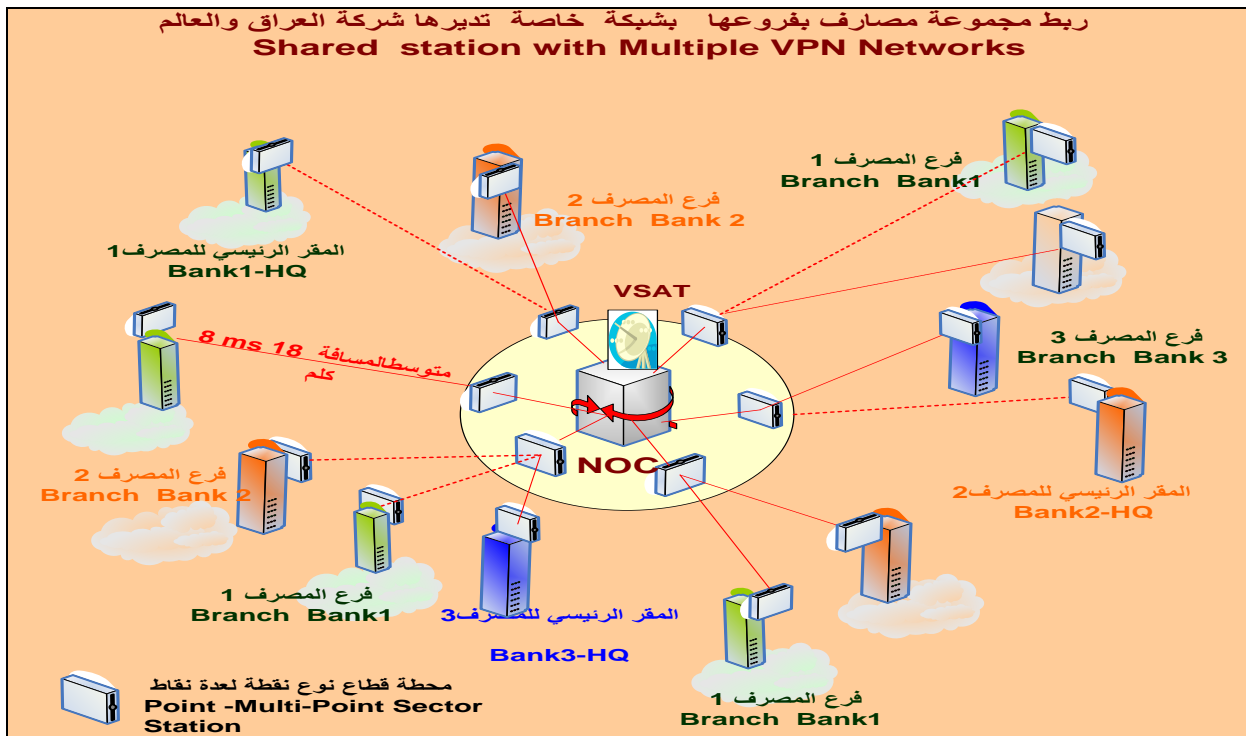 ربط مجموعة مصارف بفروعها بشبكة خاصة تديرها شركة العراق والعالم
Shared station with Multiple VPN Networks
فرع المصرف 1
Branch Bank1
فرع المصرف 2
Branch Bank 2
المقر الرئيسي للمصرف1
Bank1-HQ
VSAT
فرع المصرف 3
Branch Bank 3
8 ms 18 متوسطالمسافة
كلم
NOC
فرع المصرف 2
Branch Bank 2
المقر الرئيسي للمصرف2
Bank2-HQ
فرع المصرف 1
Branch Bank1
المقر الرئيسي للمصرف3
Bank3-HQ
فرع المصرف 1
Branch Bank1
محطة قطاع نوع نقطة لعدة نقاط
Point -Multi-Point Sector
Station